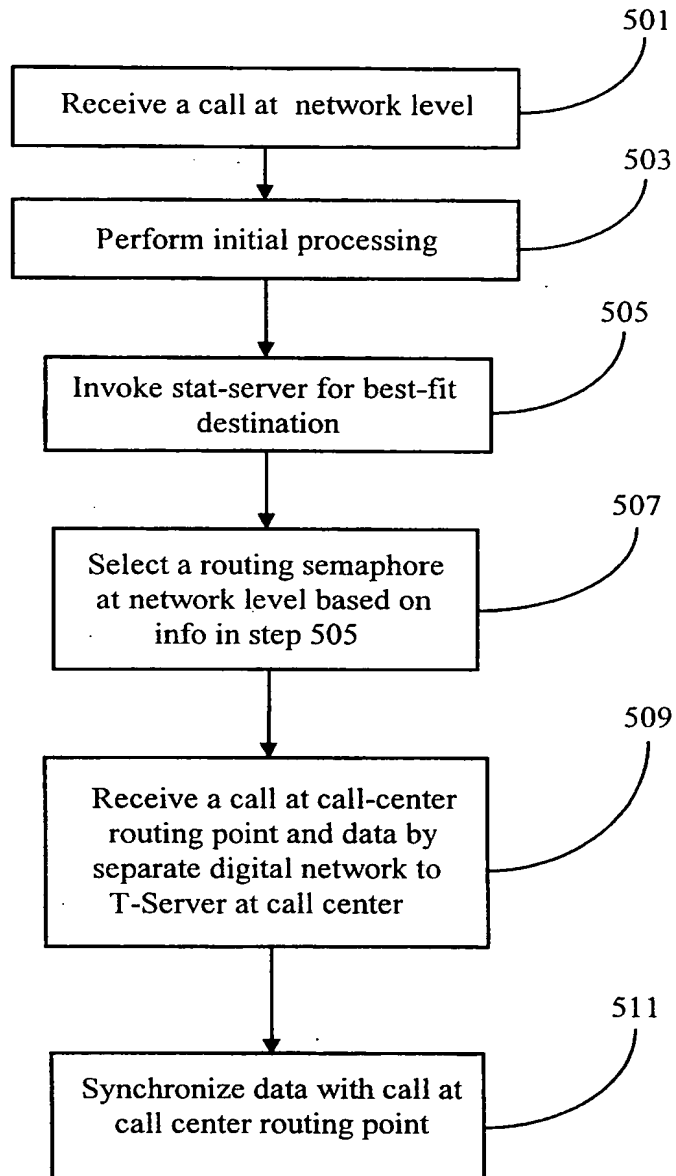 501
Receive a call at network level
503
Perform initial processing
505
Invoke stat-server for best-fit
destination
507
Select a routing semaphore
at network level based on
info in step 505
509
Receive a call at call-center
routing point and data by
separate digital network to
T-Server at call center
511
Synchronize data with call at
call center routing point